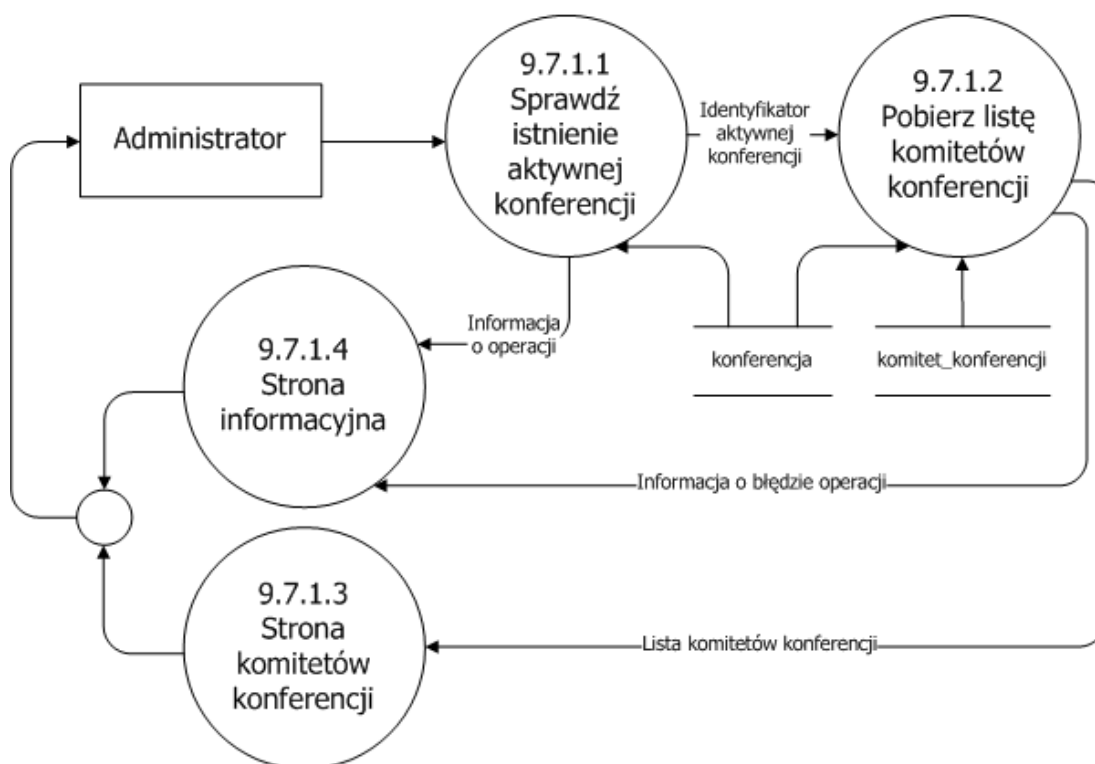 9.7.1.1
Sprawdź
istnienie
aktywnej
konferencji
9.7.1.2
Pobierz listę
komitetów
konferencji
Administrator
Identyfikator
aktywnej
konferencji
Informacja
o operacji
9.7.1.4
Strona
informacyjna
konferencja
komitet_konferencji
Informacja o błędzie operacji
9.7.1.3
Strona
komitetów
konferencji
Lista komitetów konferencji